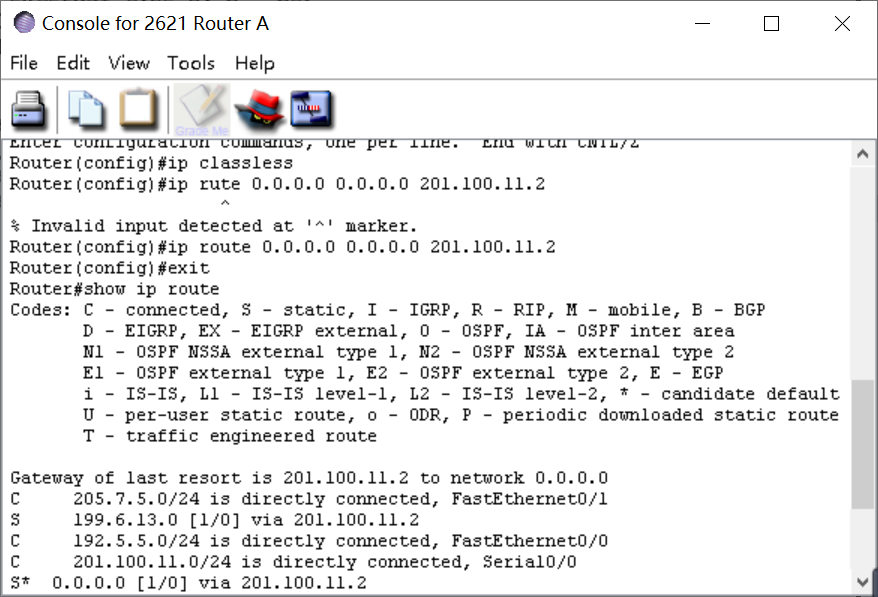 Console for 2621 Router A
File Edit View Tools Help
Grade Me
Enter configuration commands, one per line.  End with CNTL/Z
Router(config)#ip classless
Router(config)#ip rute 0.0.0.0 0.0.0.0 201.100.11.2
^
% Invalid input detected at '^' marker.
Router(config)#ip route 0.0.0.0 0.0.0.0 201.100.11.2
Router(config)#exit
Router#show ip route
Codes: C - connected, S - static, I - IGRP, R - RIP, M - mobile, B - BGP
D - EIGRP, EX - EIGRP external, O - OSPF, IA - OSPF inter area
N1 - OSPF NSSA external type 1, N2 - OSPF NSSA external type 2
E1 - OSPF external type 1, E2 - OSPF external type 2, E - EGP
i - IS-IS, L1 - IS-IS level-1, L2 - IS-IS level-2, * - candidate default
U - per-user static route, o - ODR, P - periodic downloaded static route
T - traffic engineered route
Gateway of last resort is 201.100.11.2 to network 0.0.0.0
C     205.7.5.0/24 is directly connected, FastEthernet0/1
S     199.6.13.0 [1/0] via 201.100.11.2
C     192.5.5.0/24 is directly connected, FastEthernet0/0
C     201.100.11.0/24 is directly connected, Serial0/0
S*   0.0.0.0 [1/0] via 201.100.11.2